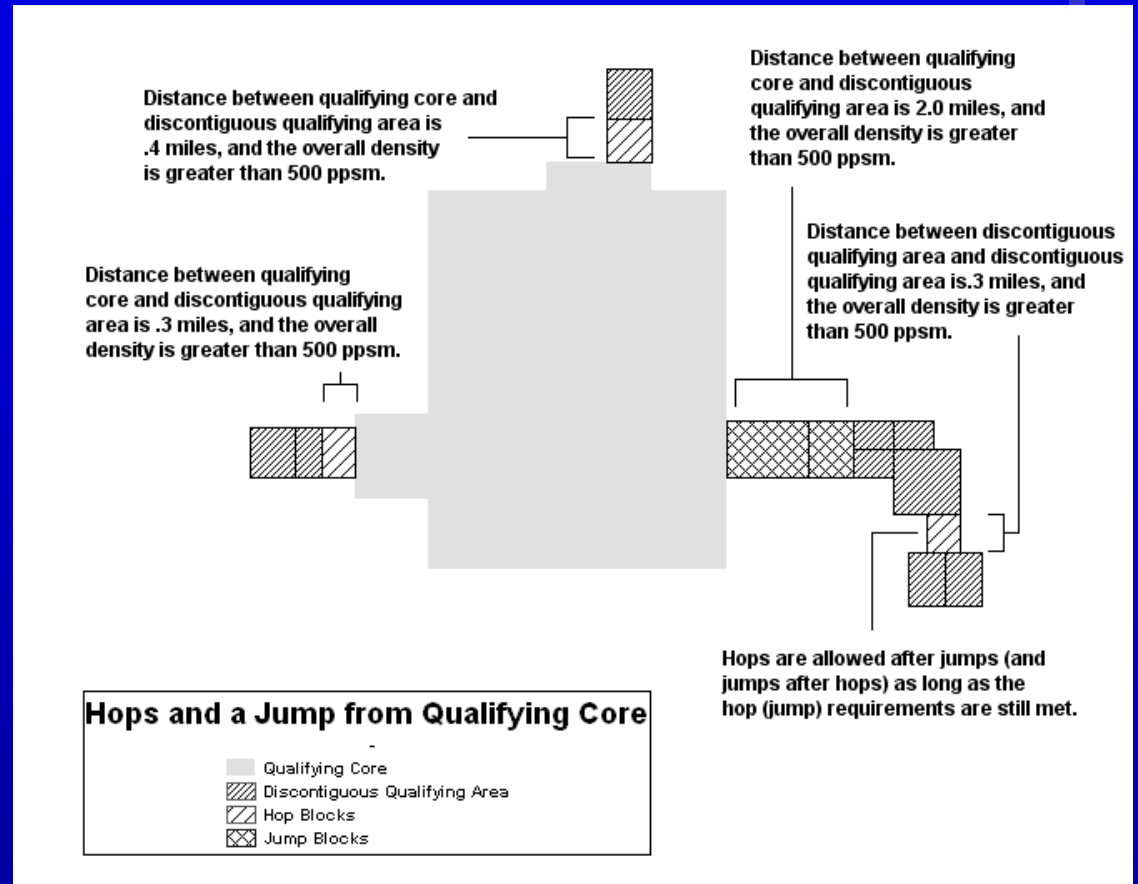 Distance between qualifying core and
discontiguous qualifying area is
.4 miles, and the overall density
is greater than 500 ppsm.
Distance between qualifying
core and discontiguous
qualifying area is 2.0 miles, and
the overall density is greater
than 500 ppsm.
Distance between discontiguous
qualifying area and discontiguous
qualifying area is.3 miles, and
the overall density is greater
than 500 ppsm.
Distance between qualifying
core and discontiguous qualifying
area is .3 miles, and the overall
density is greater than 500 ppsm.
Hops are allowed after jumps (and
jumps after hops) as long as the
hop (jump) requirements are still met.
Hops and a Jump from Qualifying Core
-
Qualifying Core
Discontiguous Qualifying Area
Hop Blocks
Jump Blocks